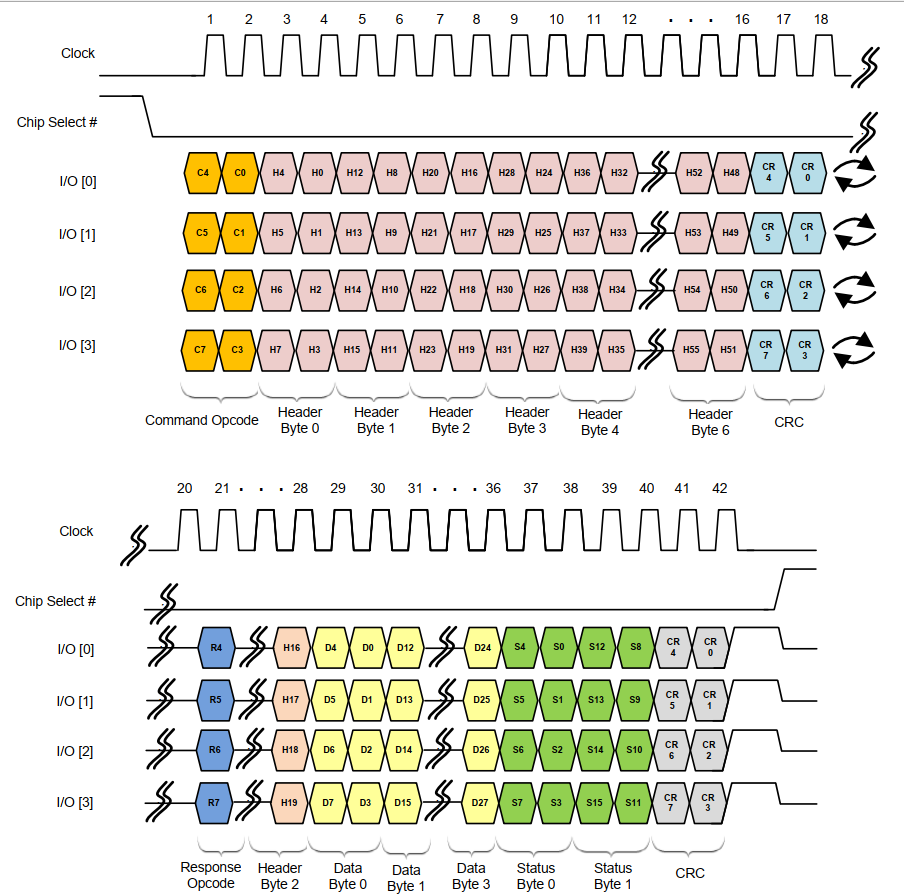 1 2 3 4 5 6 7 8 9 10 11 12 . . . 16 17 18
Clock
Chip Select #
I/O [0] C4 C0 H4 H0 H12 H8 H20 H16 H28 H24 H36 H32 H52 H48 CR 4 CR 0
I/O [1] C5 C1 H5 H1 H13 H9 H21 H17 H29 H25 H37 H33 H53 H49 CR 5 CR 1
I/O [2] C6 C2 H6 H2 H14 H10 H22 H18 H30 H26 H38 H34 H54 H50 CR 6 CR 2
I/O [3] C7 C3 H7 H3 H15 H11 H23 H19 H31 H27 H39 H35 H55 H51 CR 7 CR 3
Command Opcode Header Byte 0 Header Byte 1 Header Byte 2 Header Byte 3 Header Byte 4 Header Byte 6 CRC
20 21 . . . 28 29 30 31 . . . 36 37 38 39 40 41 42
Clock
Chip Select #
I/O [0] R4 H16 D4 D0 D12 D24 S4 S0 S12 S8 CR 4 CR 0
I/O [1] R5 H17 D5 D1 D13 D25 S5 S1 S13 S9 CR 5 CR 1
I/O [2] R6 H18 D6 D2 D14 D26 S6 S2 S14 S10 CR 6 CR 2
I/O [3] R7 H19 D7 D3 D15 D27 S7 S3 S15 S11 CR 7 CR 3
Response Opcode Header Byte 2 Data Byte 0 Data Byte 1 Data Byte 3 Status Byte 0 Status Byte 1 CRC